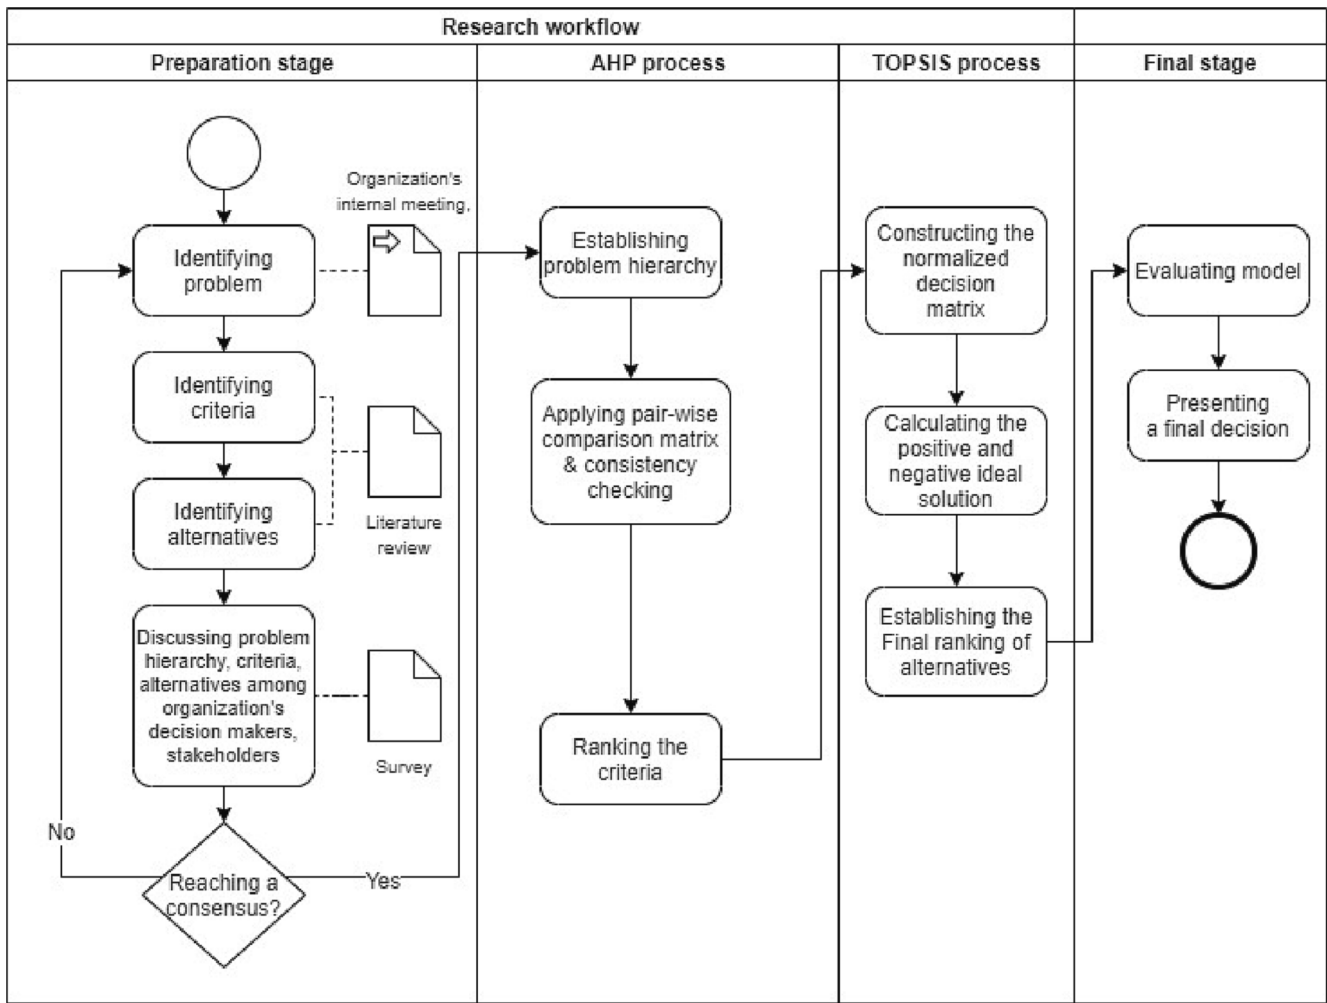 Research workflow
Preparation stage
AHP process
TOPSIS process
Final stage
Organization's
internal meeting,
Identifying
problem
Identifying
criteria
Identifying
alternatives
Literature
review
Discussing problem
hierarchy, criteria,
alternatives among
organization's
decision makers,
stakeholders
Survey
No
Reaching a
consensus?
Yes
Establishing
problem hierarchy
Applying pair-wise
comparison matrix
& consistency
checking
Ranking the
criteria
Constructing the
normalized
decision
matrix
Calculating the
positive and
negative ideal
solution
Establishing the
Final ranking of
alternatives
Evaluating model
Presenting
a final decision